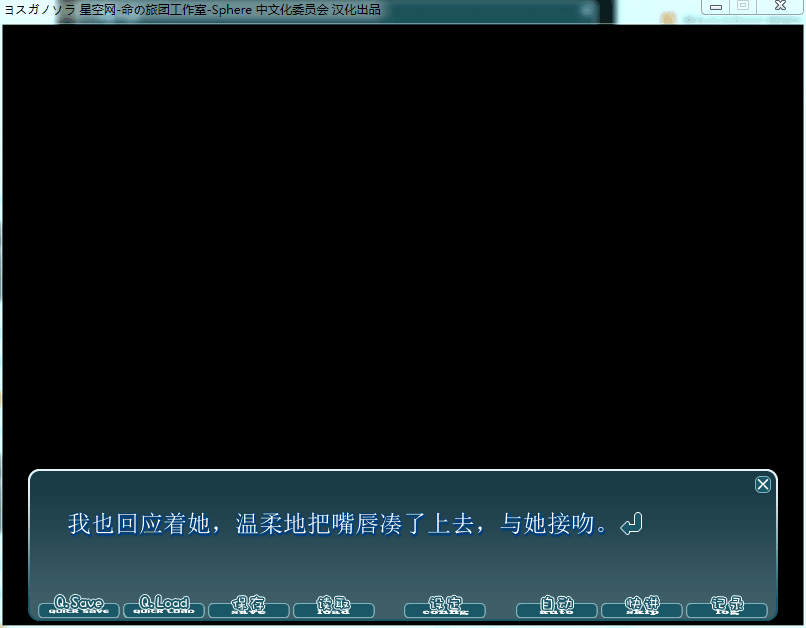 ヨスガノソラ 星空网-命の旅团工作室-Sphere 中文化委员会 汉化出品
我也回应着她，温柔地把嘴唇凑了上去，与她接吻。
Q.Save Q.Load 保存 读取 设定 自动 快进 记录
quick save quick Load save load config auto skip log